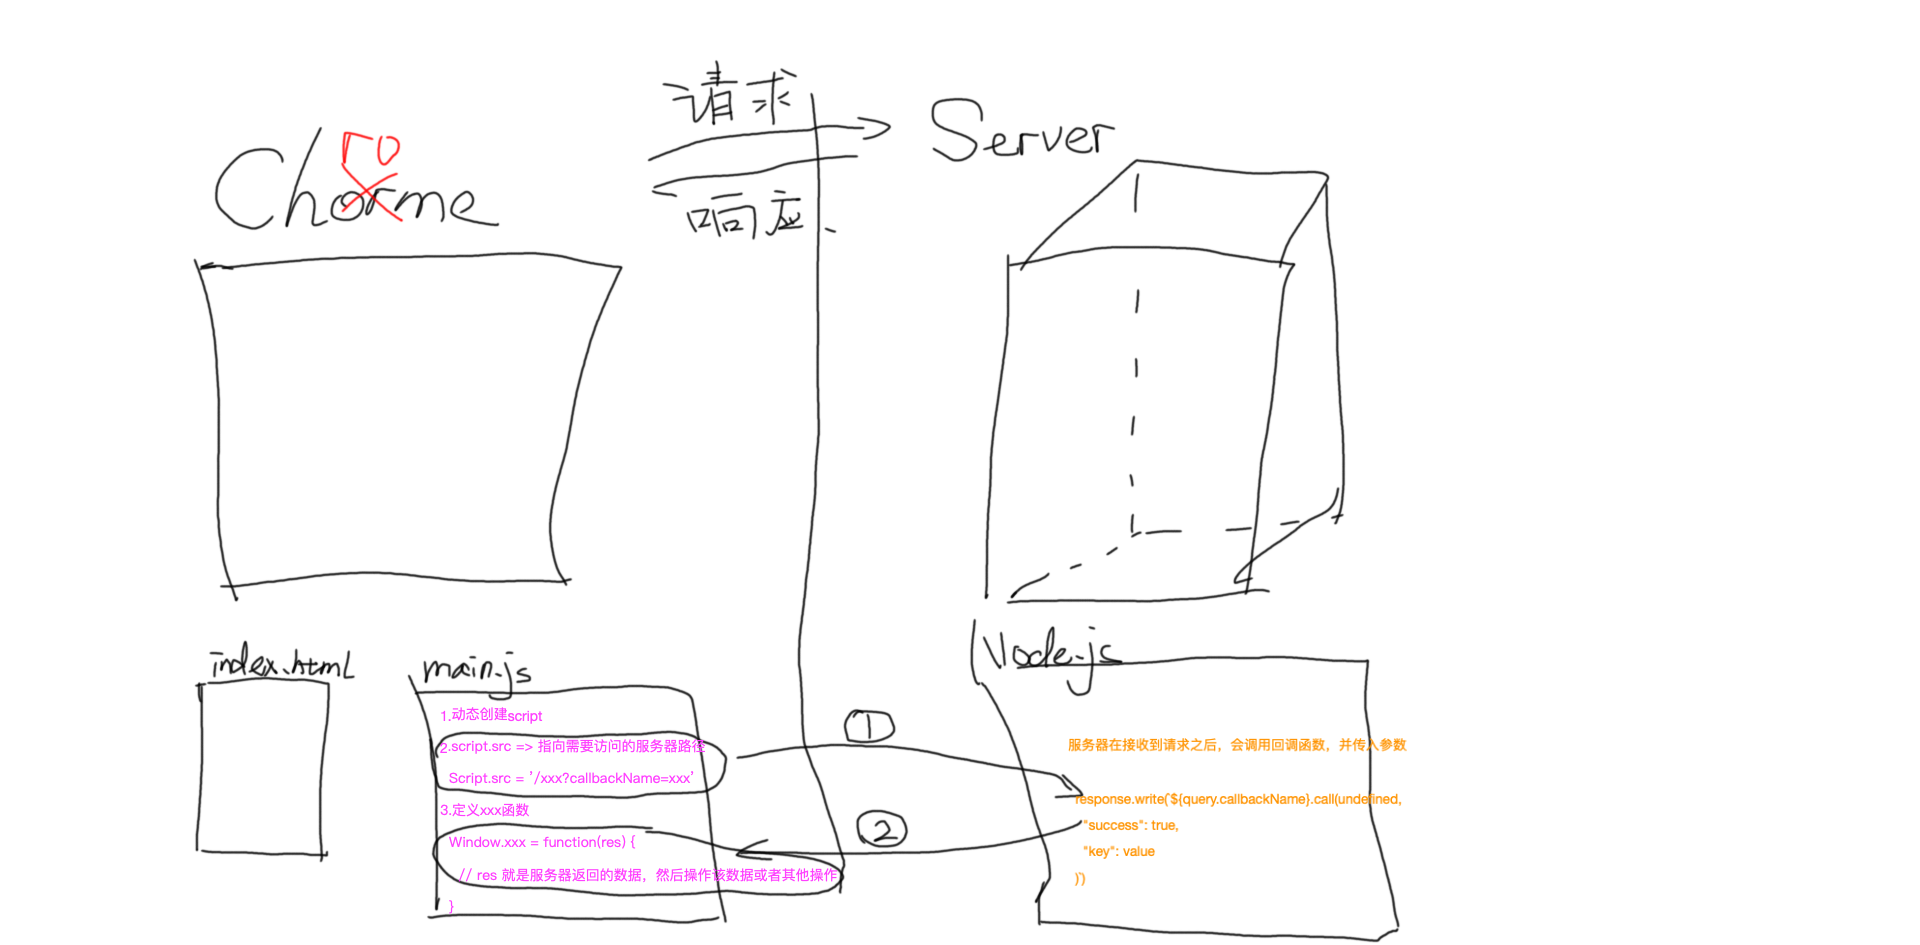 请求
Server
ro
Chorme
响应
index.html
main.js
1.动态创建script
2.script.src => 指向需要访问的服务器路径
Script.src = '/xxx?callbackName=xxx'
3.定义xxx函数
Window.xxx = function(res) {
// res 就是服务器返回的数据，然后操作该数据或者其他操作
}
①
②
Node.js
服务器在接收到请求之后，会调用回调函数，并传入参数
response.write(`${query.callbackName}.call(undefined,
"success": true,
"key": value
)`)